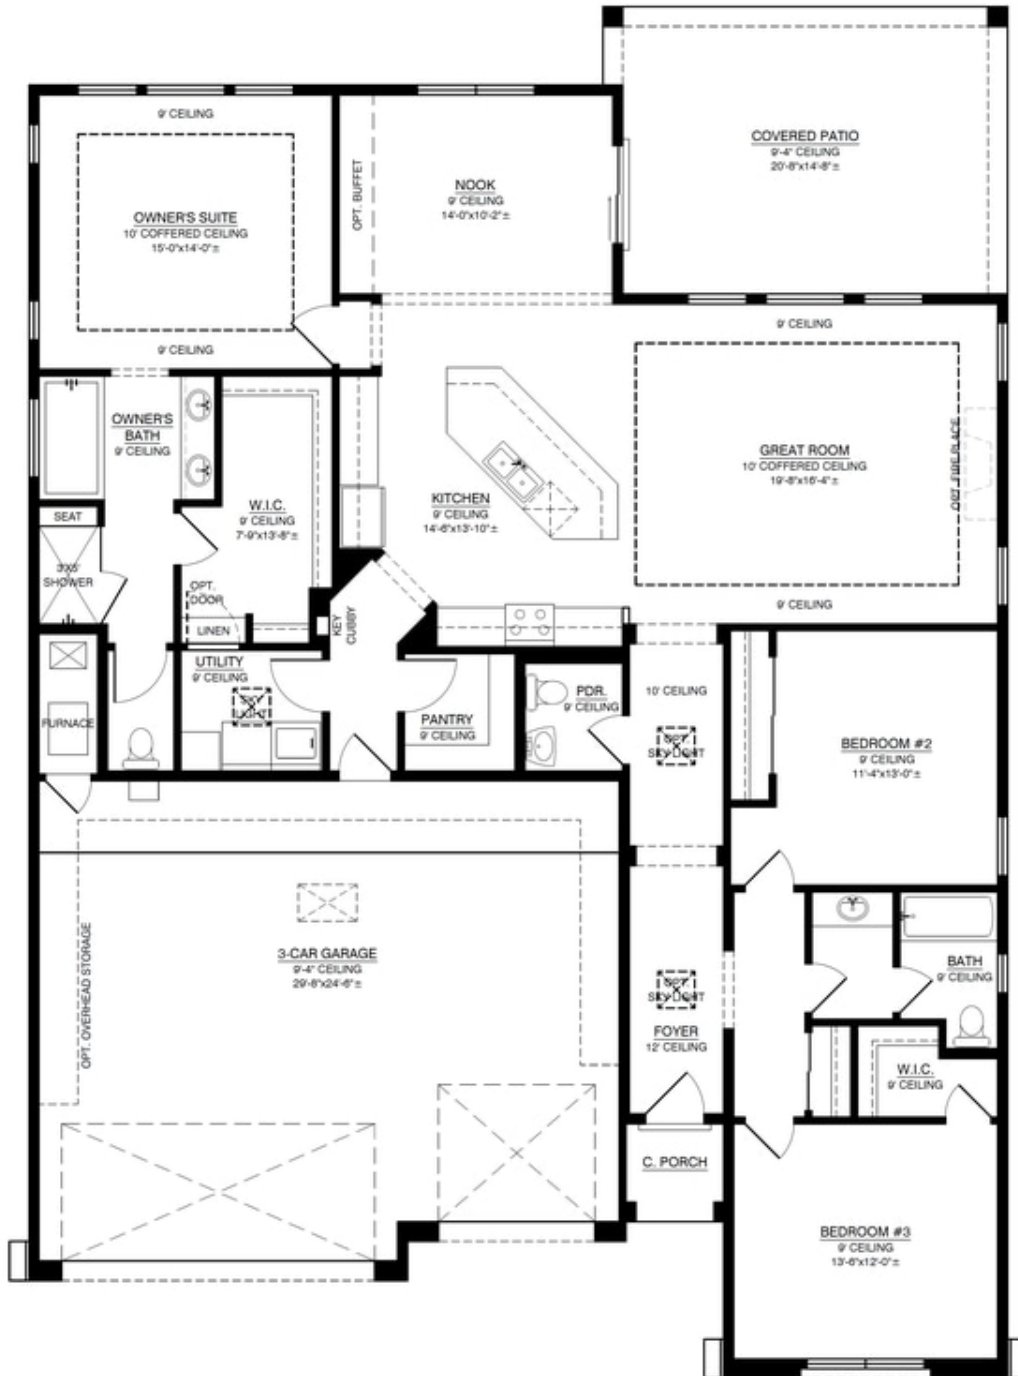 COVERED PATIO
9'-4" CEILING
20'-8"x14'-8"±
9' CEILING
OWNER'S SUITE
10' COFFERED CEILING
15'-0"x14'-0"±
9' CEILING
OPT. BUFFET
NOOK
9' CEILING
14'-0"x10'-2"±
9' CEILING
GREAT ROOM
10' COFFERED CEILING
19'-8"x16'-4"±
OPT. FIRE PLACE
9' CEILING
OWNER'S
BATH
9' CEILING
W.I.C.
9' CEILING
7'-9"x13'-8"±
KITCHEN
9' CEILING
14'-6"x13'-10"±
SEAT
3'X5'
SHOWER
OPT.
DOOR
LINEN
KEY
CUBBY
UTILITY
9' CEILING
SKY
LIGHT
FURNACE
PANTRY
9' CEILING
PDR.
9' CEILING
10' CEILING
OPT.
SKYLIGHT
BEDROOM #2
9' CEILING
11'-4"x13'-0"±
3-CAR GARAGE
9'-4" CEILING
29'-8"x24'-6"±
OPT. OVERHEAD STORAGE
OPT.
SKYLIGHT
FOYER
12' CEILING
BATH
9' CEILING
W.I.C.
9' CEILING
C. PORCH
BEDROOM #3
9' CEILING
13'-6"x12'-0"±